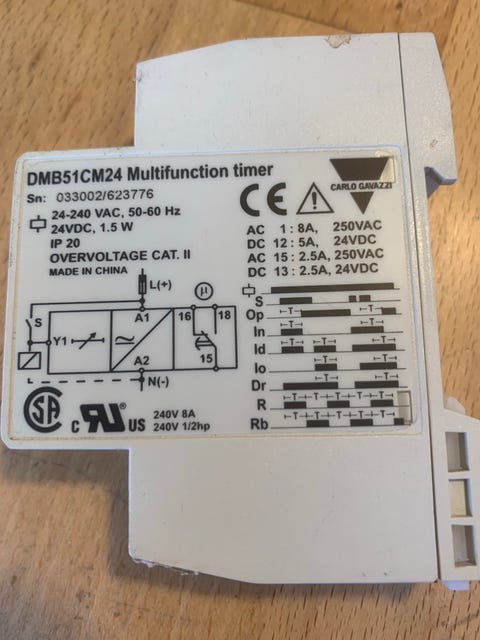 DMB51CM24 Multifunction timer
Sn: 033002/623776
24-240 VAC, 50-60 Hz
24VDC, 1.5 W
IP 20
OVERVOLTAGE CAT. II
MADE IN CHINA
CE
CARLO GAVAZZI
AC 1 : 8A, 250VAC
DC 12 : 5A, 24VDC
AC 15 : 2.5A, 250VAC
DC 13 : 2.5A, 24VDC
L(+)
μ
S
Y1
A1
16
18
A2
15
N(-)
SA
c RU US
240V 8A
240V 1/2hp
S
Op
In
Id
Io
Dr
R
Rb